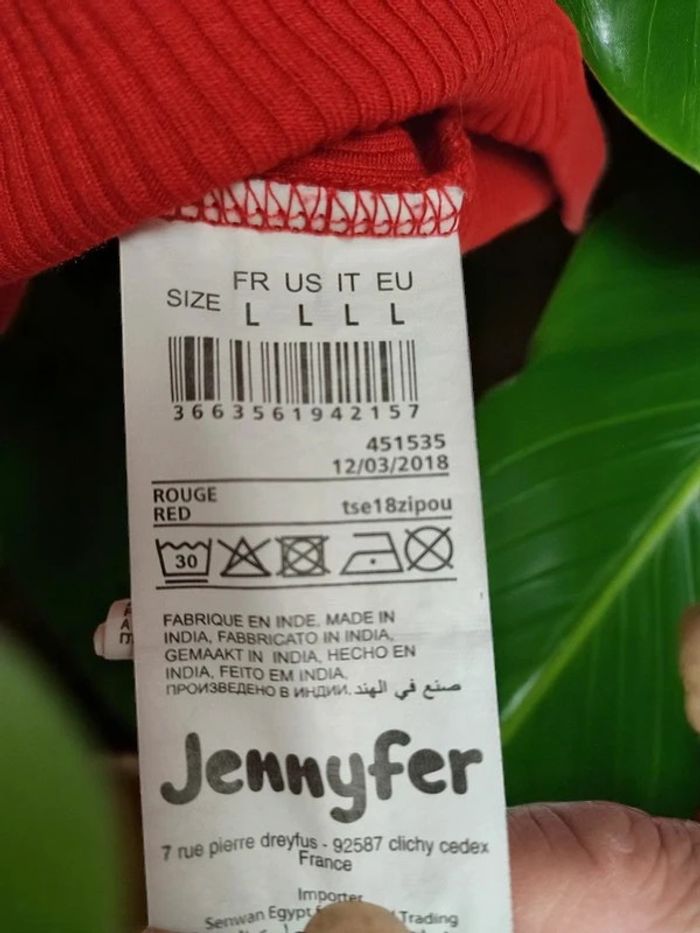 FR US IT EU
SIZE L L L L
3663561942157
451535
12/03/2018
ROUGE
RED
tse18zipou
30
FABRIQUE EN INDE, MADE IN
INDIA, FABBRICATO IN INDIA,
GEMAAKT IN INDIA, HECHO EN
INDIA, FEITO EM INDIA,
ПРОИЗВЕДЕНО В ИНДИИ, صنع في الهند
Jennyfer
7 rue pierre dreyfus - 92587 clichy cedex
France
Importer
Senwan Egypt Trading